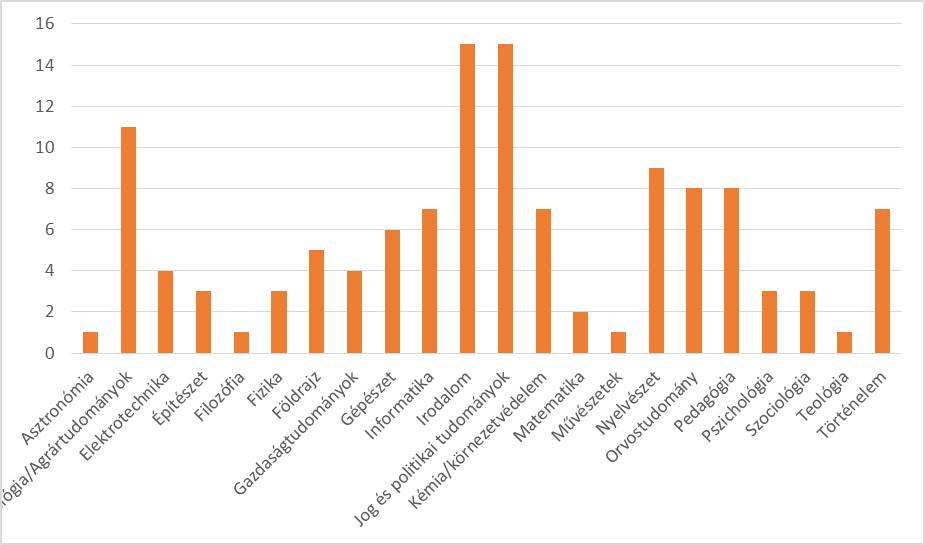 16
14
12
10
8
6
4
2
0
Asztronómia
lógia/Agrártudományok
Elektrotechnika
Építészet
Filozófia
Fizika
Földrajz
Gazdaságtudományok
Gépészet
Informatika
Irodalom
Jog és politikai tudományok
Kémia/környezetvédelem
Matematika
Művészetek
Nyelvészet
Orvostudomány
Pedagógia
Pszichológia
Szociológia
Teológia
Történelem